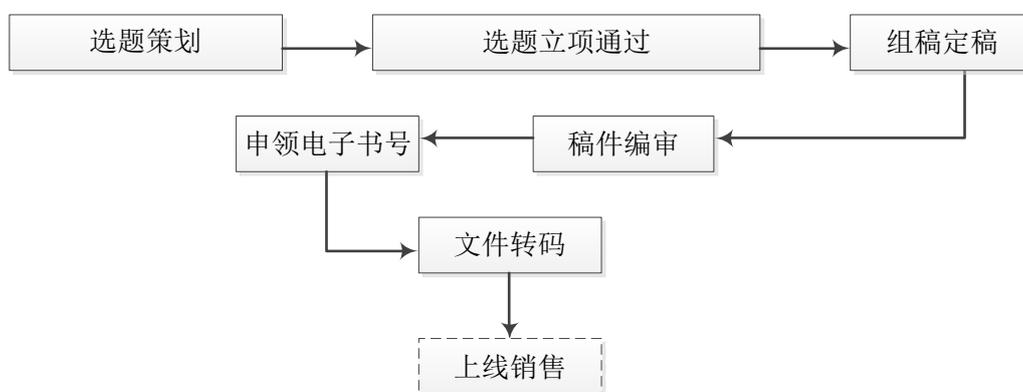 选题策划
选题立项通过
组稿定稿
稿件编审
申领电子书号
文件转码
上线销售